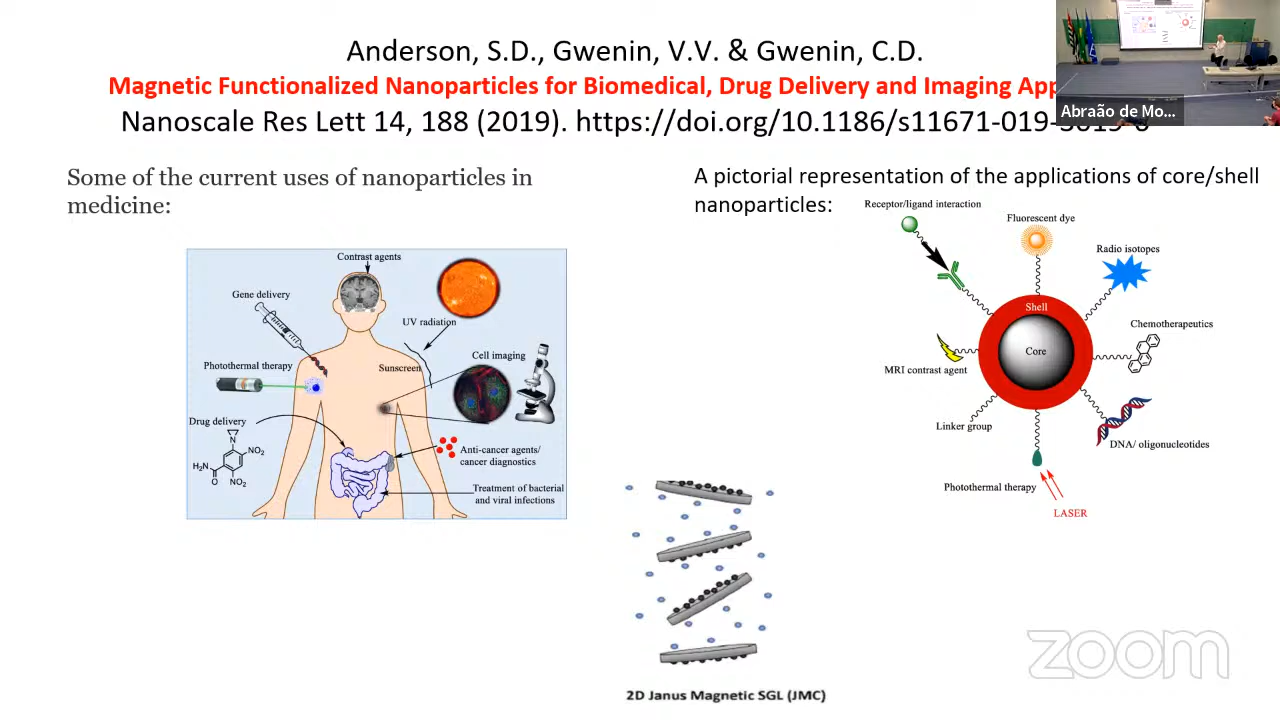 Anderson, S.D., Gwenin, V.V. & Gwenin, C.D.
Magnetic Functionalized Nanoparticles for Biomedical, Drug Delivery and Imaging
Nanoscale Res Lett 14, 188 (2019). https://doi.org/10.1186/s11671-019-
Abraão de Mo...
Some of the current uses of nanoparticles in
medicine:
Contrast agents
Gene delivery
UV radiation
Cell imaging
Photothermal therapy
Sunscreen
Drug delivery
NO₂
N
H₂N
O
NO₂
Anti-cancer agents/
cancer diagnostics
Treatment of bacterial
and viral infections
A pictorial representation of the applications of core/shell
nanoparticles:
Receptor/ligand interaction
Fluorescent dye
Radio isotopes
Shell
Chemotherapeutics
Core
MRI contrast agent
Linker group
DNA/ oligonucleotides
Photothermal therapy
LASER
2D Janus Magnetic SGL (JMC)
zoom